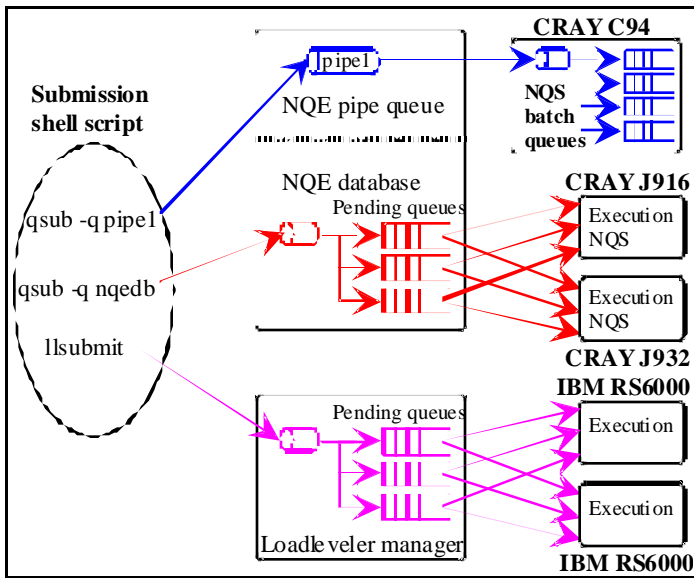 CRAY C94
pipe1
NQS
batch
queues
NQE pipe queue
Submission
shell script
NQE database
Pending queues
CRAY J916
Execution
NQS
qsub -q pipe1
qsub -q nqedb
llsubmit
Execution
NQS
CRAY J932
IBM RS6000
Pending queues
Execution
Execution
Loadleveler manager
IBM RS6000